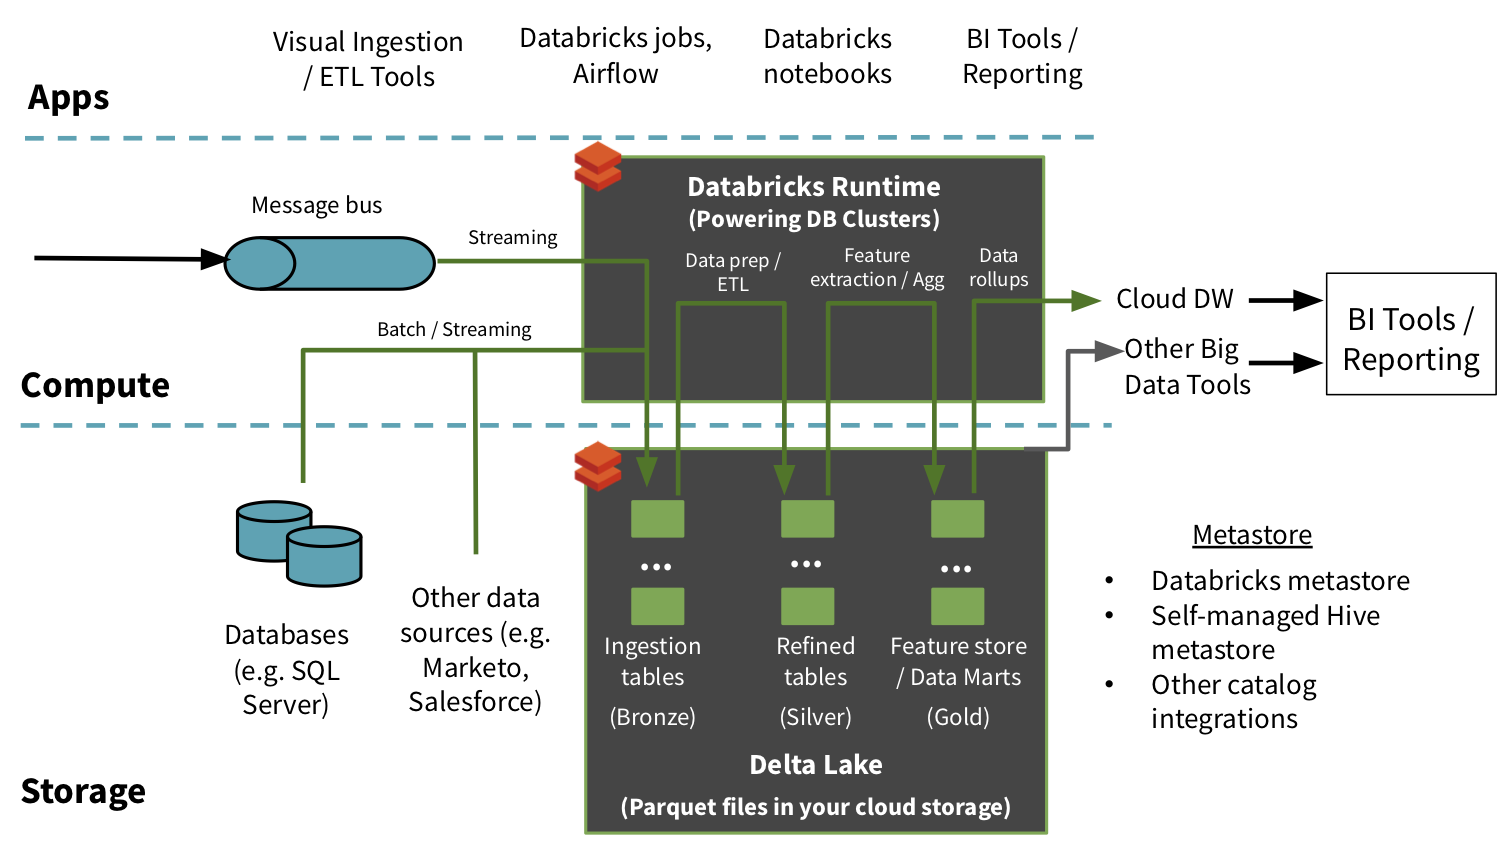 Visual Ingestion
/ ETL Tools
Databricks jobs,
Airflow
Databricks
notebooks
BI Tools /
Reporting
Apps
Message bus
Streaming
Batch / Streaming
Compute
Databricks Runtime
(Powering DB Clusters)
Data prep /
ETL
Feature
extraction / Agg
Data
rollups
Cloud DW
Other Big
Data Tools
BI Tools /
Reporting
Databases
(e.g. SQL
Server)
Other data
sources (e.g.
Marketo,
Salesforce)
•••
•••
•••
Ingestion
tables
(Bronze)
Refined
tables
(Silver)
Feature store
/ Data Marts
(Gold)
Delta Lake
(Parquet files in your cloud storage)
Metastore
• Databricks metastore
• Self-managed Hive
metastore
• Other catalog
integrations
Storage